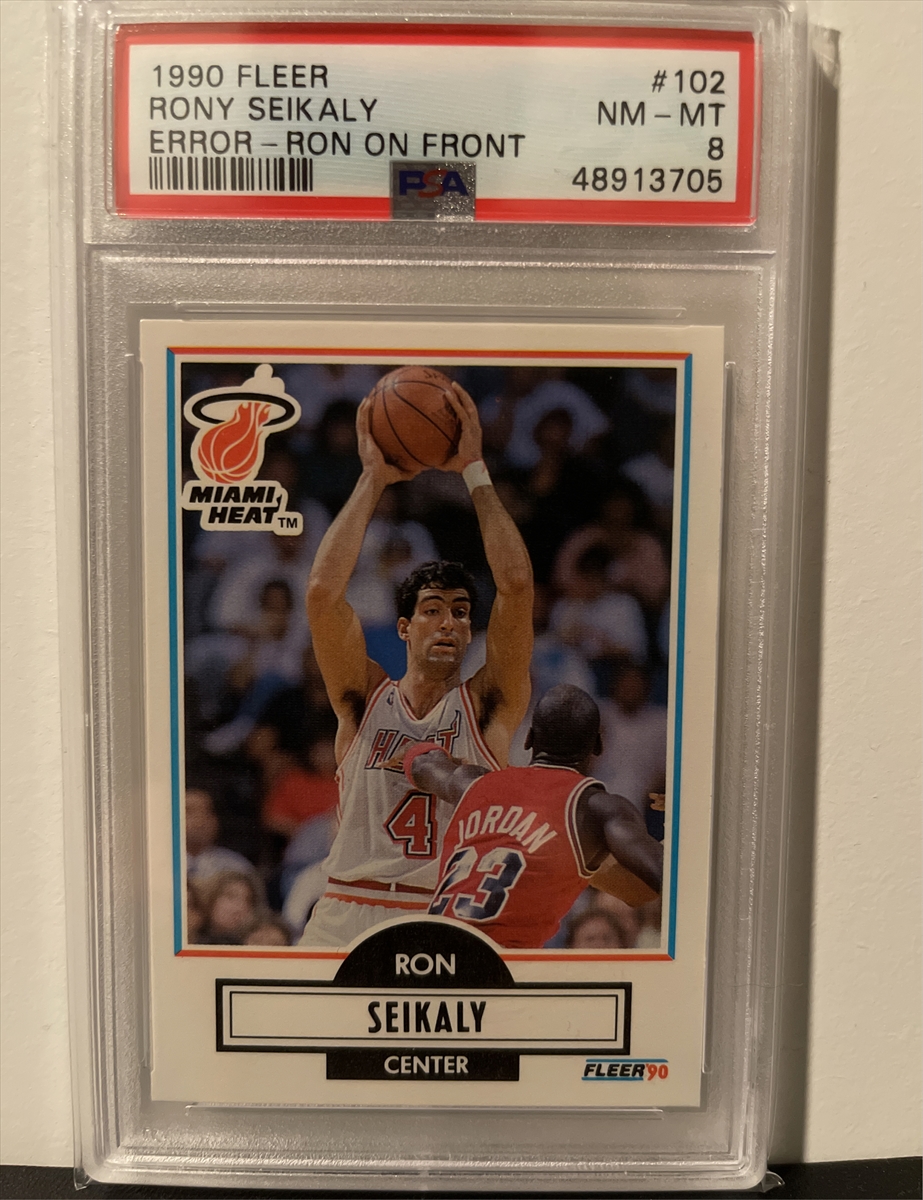 1990 FLEER #102
RONY SEIKALY NM - MT
ERROR - RON ON FRONT 8
PSA 48913705
MIAMI
HEAT TM
HEAT
4
JORDAN
23
RON
SEIKALY
CENTER
FLEER '90